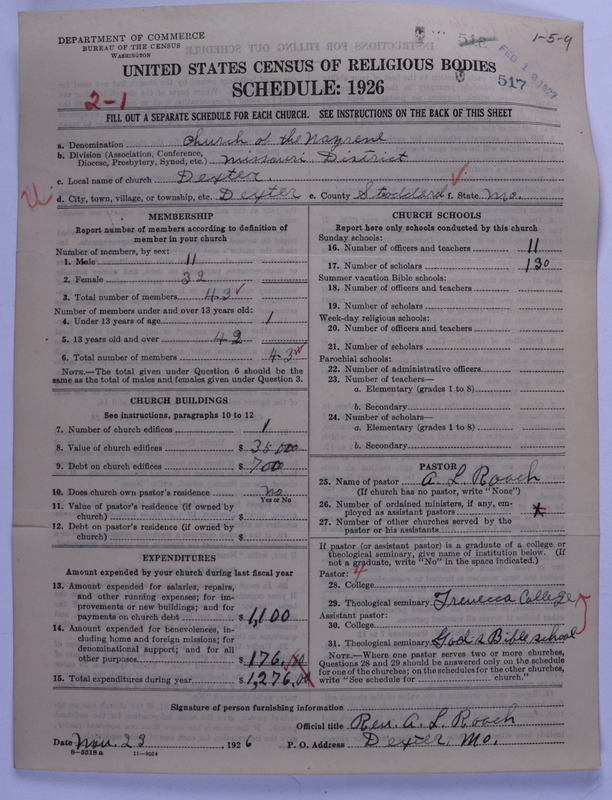 DEPARTMENT OF COMMERCE
BUREAU OF THE CENSUS
WASHINGTON
516
FEB 12 1927
517
1-5-9
UNITED STATES CENSUS OF RELIGIOUS BODIES
SCHEDULE: 1926
2-1
FILL OUT A SEPARATE SCHEDULE FOR EACH CHURCH. SEE INSTRUCTIONS ON THE BACK OF THIS SHEET
a. Denomination Church of the Nazrene
b. Division (Association, Conference, Diocese, Presbytery, Synod, etc.) Missouri District
c. Local name of church Dexter.
d. City, town, village, or township, etc. Dexter e. County Stoddard f. State Mo.
MEMBERSHIP
Report number of members according to definition of member in your church
Number of members, by sex:
1. Male 11
2. Female 32
3. Total number of members 43
Number of members under and over 13 years old:
4. Under 13 years of age 1
5. 13 years old and over 42
6. Total number of members 43
NOTE.—The total given under Question 6 should be same as the total of males and females given under Question 3.
CHURCH BUILDINGS
See instructions, paragraphs 10 to 12
7. Number of church edifices 1
8. Value of church edifices $ 35 000
9. Debt on church edifices $ 700
10. Does church own pastor's residence no
Yes or No
11. Value of pastor's residence (if owned by church) $
12. Debt on pastor's residence (if owned by church) $
EXPENDITURES
Amount expended by your church during last fiscal year
13. Amount expended for salaries, repairs, and other running expenses; for improvements or new buildings; and for payments on church debt $ 1,100
14. Amount expended for benevolences, including home and foreign missions; for denominational support; and for all other purposes $ 176.
15. Total expenditures during year $ 1,276.00
CHURCH SCHOOLS
Report here only schools conducted by this church
Sunday schools:
16. Number of officers and teachers 11
17. Number of scholars 130
Summer vacation Bible schools:
18. Number of officers and teachers
19. Number of scholars
Week-day religious schools:
20. Number of officers and teachers
21. Number of scholars
Parochial schools:
22. Number of administrative officers
23. Number of teachers—
a. Elementary (grades 1 to 8)
b. Secondary
24. Number of scholars—
a. Elementary (grades 1 to 8)
b. Secondary
PASTOR
25. Name of pastor A. L. Roach
(If church has no pastor, write "None")
26. Number of ordained ministers, if any, employed as assistant pastors
27. Number of other churches served by the pastor or his assistants
If pastor (or assistant pastor) is a graduate of a college or theological seminary, give name of institution below. (If not a graduate, write "No" in the space indicated.)
Pastor: 4
28. College
29. Theological seminary Trevecca College
Assistant pastor:
30. College
31. Theological seminary God's Bible school
NOTE.—Where one pastor serves two or more churches, Questions 28 and 29 should be answered only on the schedule for one of the churches; on the schedules for the other churches, write "See schedule for church."
Signature of person furnishing information
Official title Rev. A. L. Roach
Date Nov. 23, 1926 P. O. Address Dexter, Mo.
8-5518a 11-9024